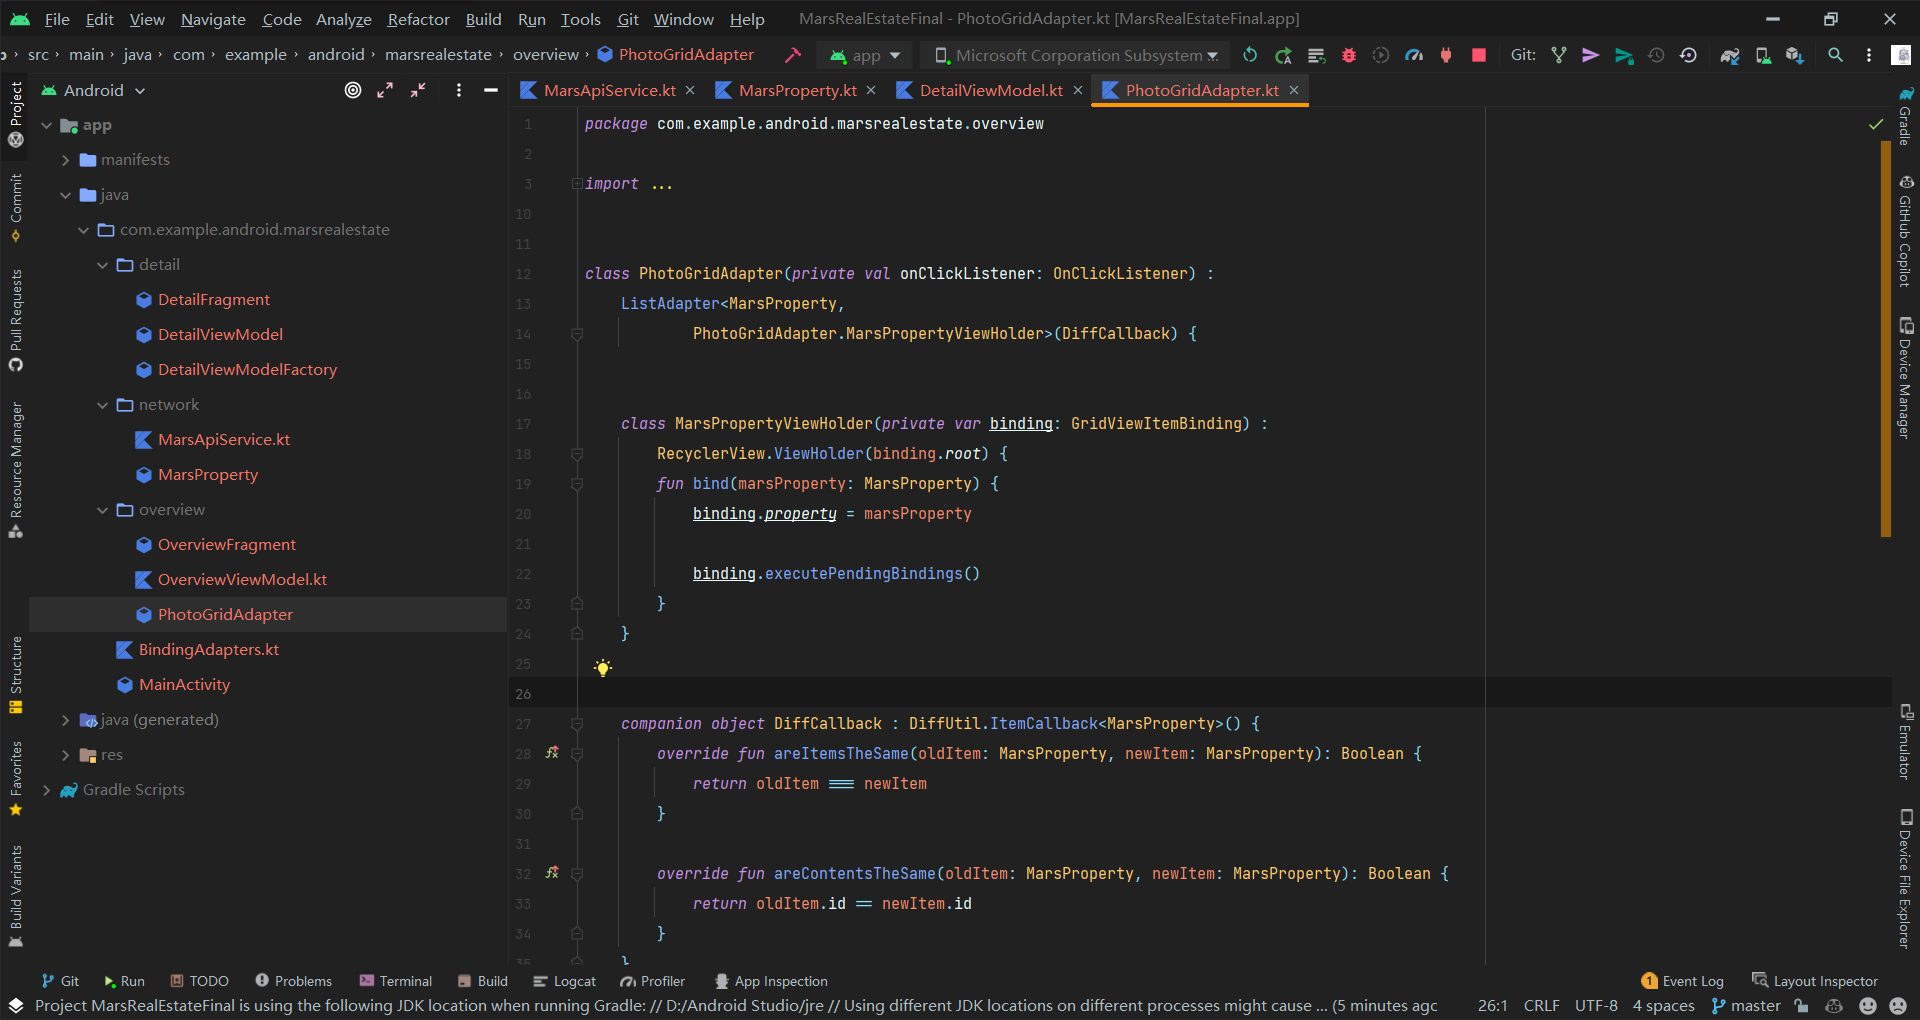 File Edit View Navigate Code Analyze Refactor Build Run Tools Git Window Help MarsRealEstateFinal - PhotoGridAdapter.kt [MarsRealEstateFinal.app]
src › main › java › com › example › android › marsrealestate › overview › PhotoGridAdapter app Microsoft Corporation Subsystem Git:
Android
MarsApiService.kt MarsProperty.kt DetailViewModel.kt PhotoGridAdapter.kt
Project
Commit
Pull Requests
Resource Manager
Structure
Favorites
Build Variants
app
manifests
java
com.example.android.marsrealestate
detail
DetailFragment
DetailViewModel
DetailViewModelFactory
network
MarsApiService.kt
MarsProperty
overview
OverviewFragment
OverviewViewModel.kt
PhotoGridAdapter
BindingAdapters.kt
MainActivity
java (generated)
res
Gradle Scripts
1 package com.example.android.marsrealestate.overview
2
3 import ...
10
11
12 class PhotoGridAdapter(private val onClickListener: OnClickListener) :
13 ListAdapter<MarsProperty,
14 PhotoGridAdapter.MarsPropertyViewHolder>(DiffCallback) {
15
16
17 class MarsPropertyViewHolder(private var binding: GridViewItemBinding) :
18 RecyclerView.ViewHolder(binding.root) {
19 fun bind(marsProperty: MarsProperty) {
20 binding.property = marsProperty
21
22 binding.executePendingBindings()
23 }
24 }
25
26
27 companion object DiffCallback : DiffUtil.ItemCallback<MarsProperty>() {
28 override fun areItemsTheSame(oldItem: MarsProperty, newItem: MarsProperty): Boolean {
29 return oldItem === newItem
30 }
31
32 override fun areContentsTheSame(oldItem: MarsProperty, newItem: MarsProperty): Boolean {
33 return oldItem.id == newItem.id
34 }
35 }
Gradle
GitHub Copilot
Device Manager
Emulator
Device File Explorer
Git Run TODO Problems Terminal Build Logcat Profiler App Inspection 1 Event Log Layout Inspector
Project MarsRealEstateFinal is using the following JDK location when running Gradle: // D:/Android Studio/jre // Using different JDK locations on different processes might cause ... (5 minutes agc 26:1 CRLF UTF-8 4 spaces master